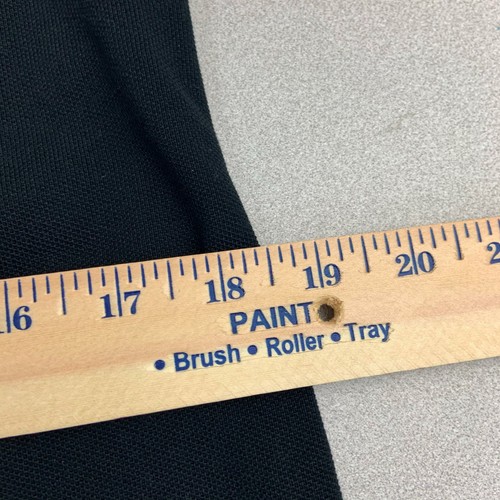 16 17 18 19 20 2
PAINT
• Brush • Roller • Tray